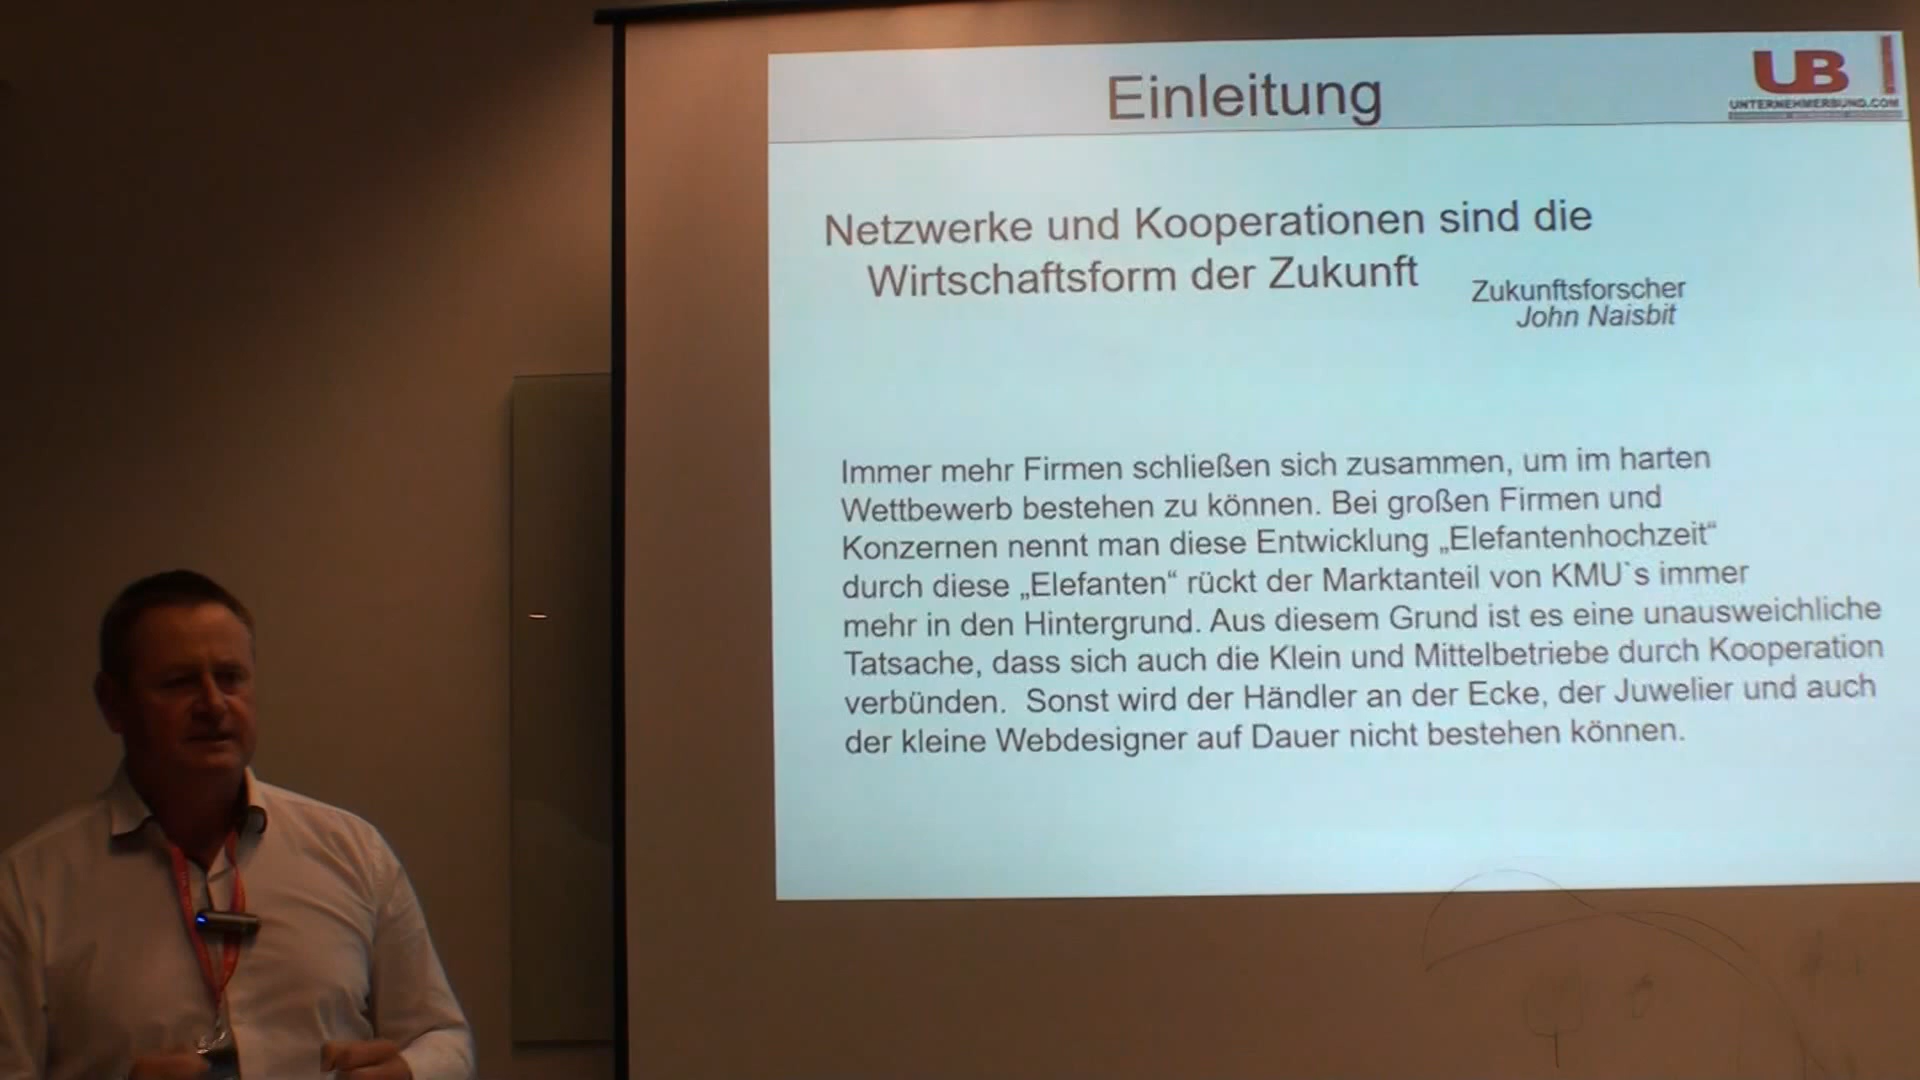 Einleitung
UB
UNTERNEHMERBUND.COM
Netzwerke und Kooperationen sind die
Wirtschaftsform der Zukunft
Zukunftsforscher
John Naisbit
Immer mehr Firmen schließen sich zusammen, um im harten
Wettbewerb bestehen zu können. Bei großen Firmen und
Konzernen nennt man diese Entwicklung „Elefantenhochzeit“
durch diese „Elefanten“ rückt der Marktanteil von KMU`s immer
mehr in den Hintergrund. Aus diesem Grund ist es eine unausweichliche
Tatsache, dass sich auch die Klein und Mittelbetriebe durch Kooperation
verbünden. Sonst wird der Händler an der Ecke, der Juwelier und auch
der kleine Webdesigner auf Dauer nicht bestehen können.